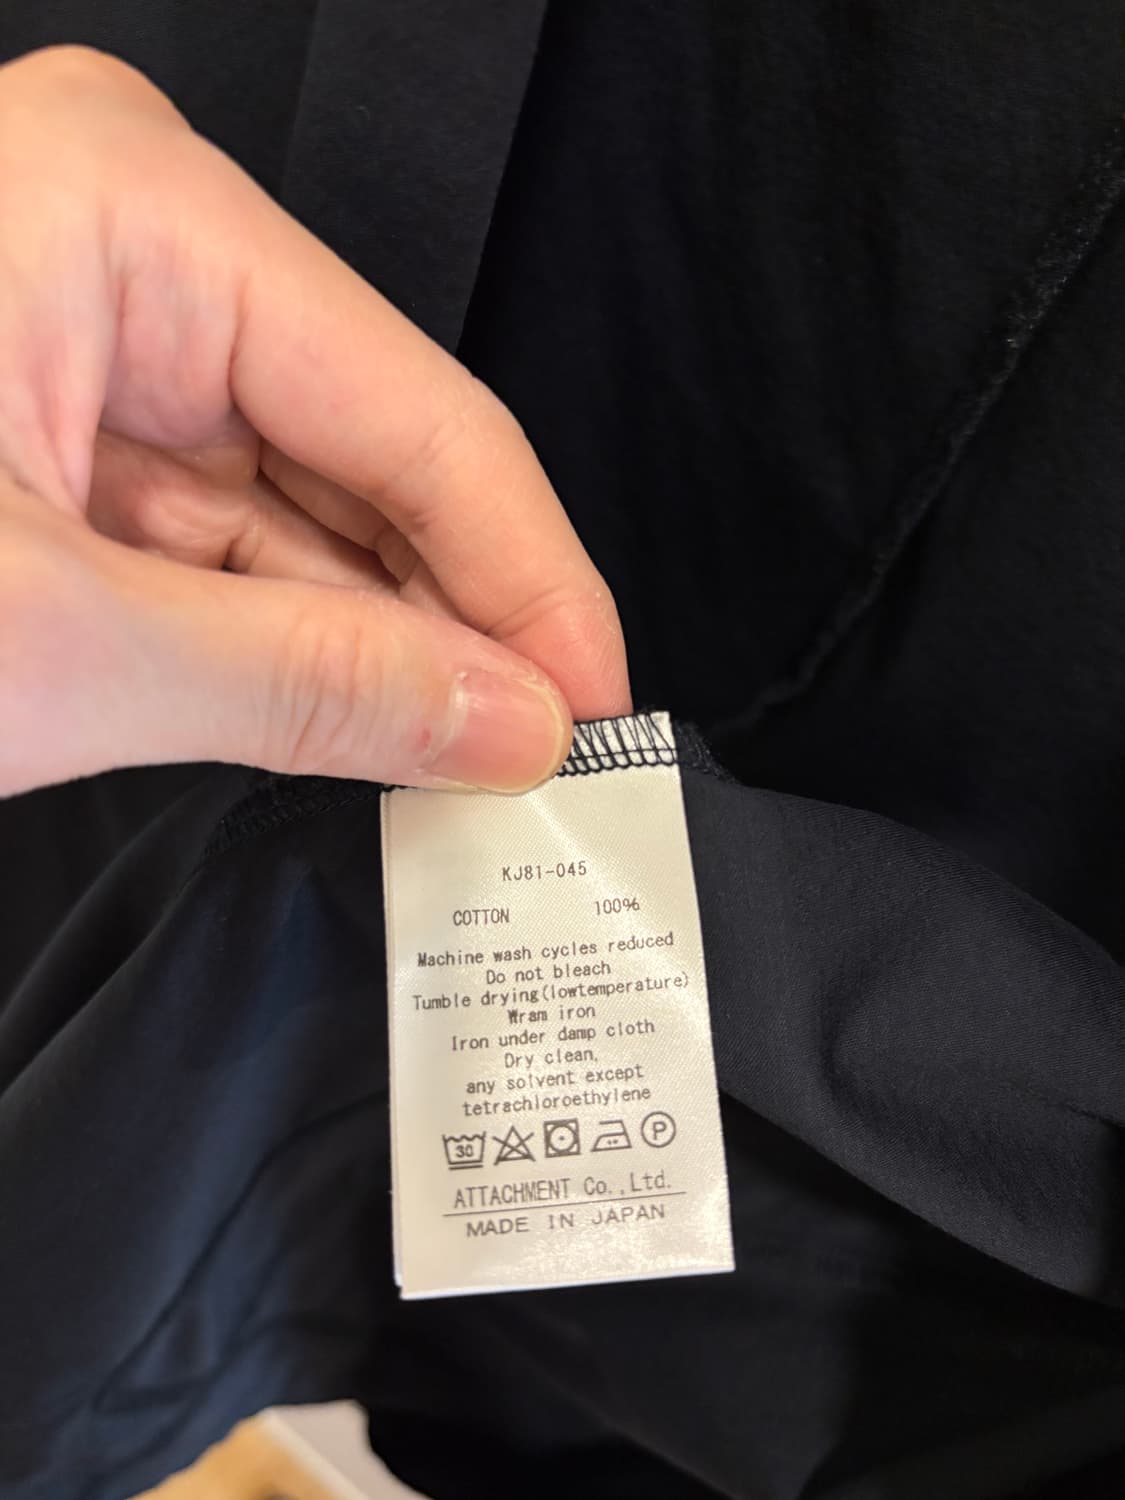 KJ81-045
COTTON 100%
Machine wash cycles reduced
Do not bleach
Tumble drying(lowtemperature)
Wram iron
Iron under damp cloth
Dry clean,
any solvent except
tetrachloroethylene
30 P
ATTACHMENT Co.,Ltd.
MADE IN JAPAN